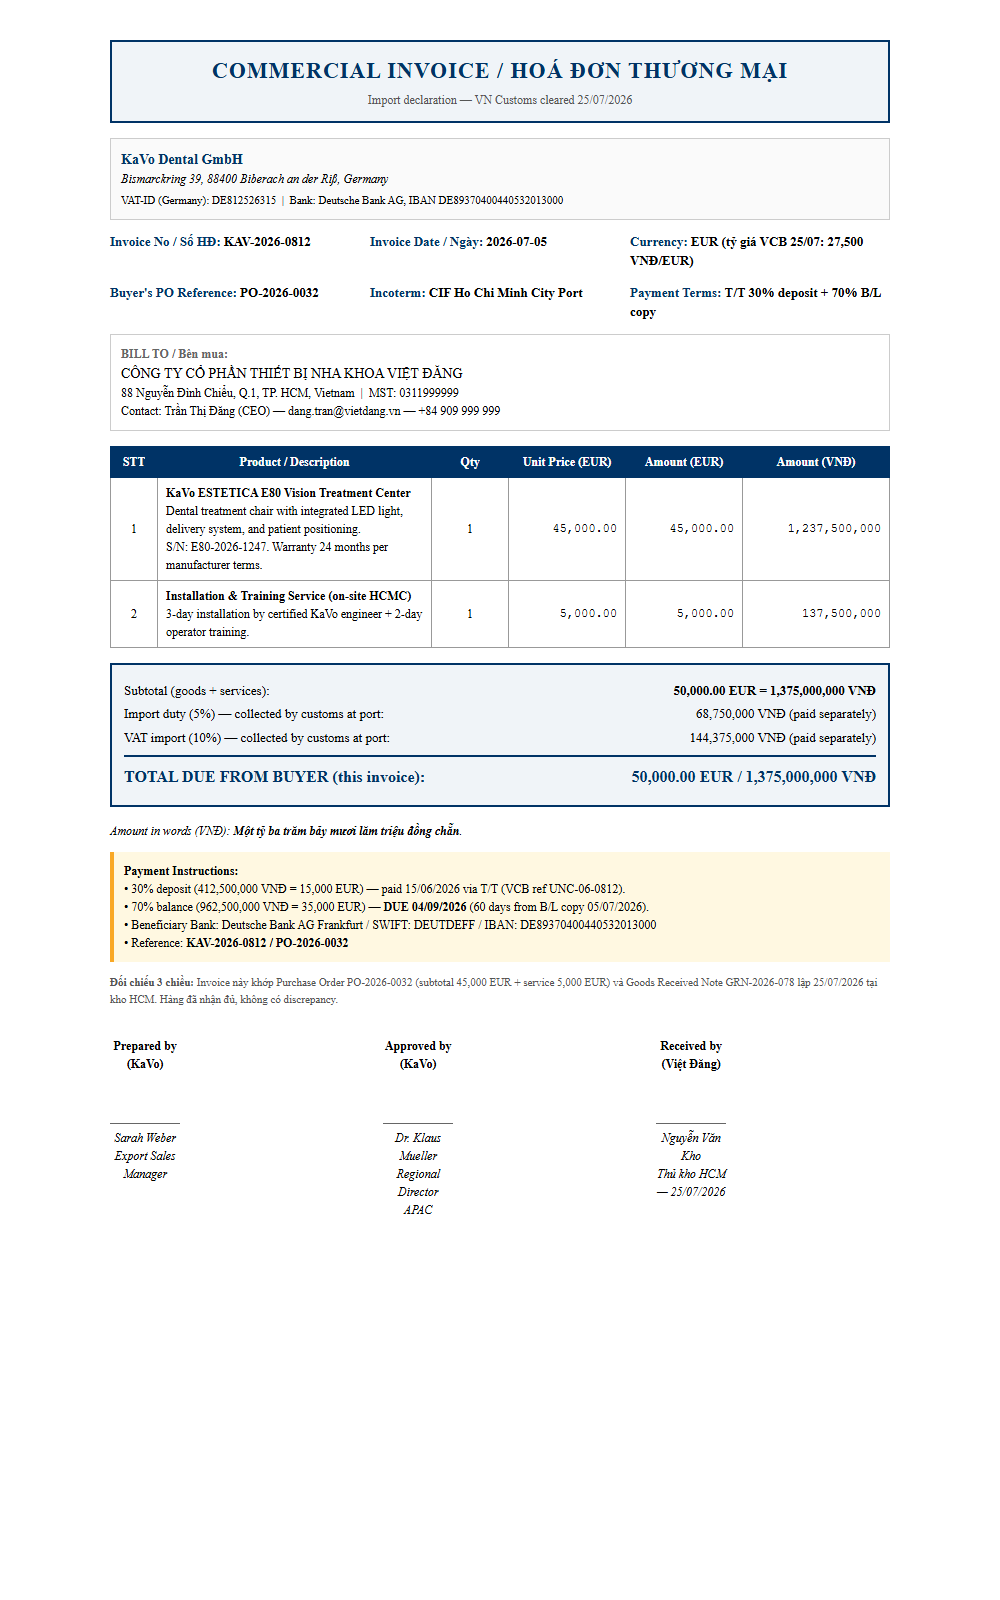 COMMERCIAL INVOICE / HOÁ ĐƠN THƯƠNG MẠI
Import declaration — VN Customs cleared 25/07/2026
KaVo Dental GmbH
Bismarckring 39, 88400 Biberach an der Riß, Germany
VAT-ID (Germany): DE812526315 | Bank: Deutsche Bank AG, IBAN DE89370400440532013000
Invoice No / Số HĐ: KAV-2026-0812
Invoice Date / Ngày: 2026-07-05
Currency: EUR (tỷ giá VCB 25/07: 27,500
VNĐ/EUR)
Buyer's PO Reference: PO-2026-0032
Incoterm: CIF Ho Chi Minh City Port
Payment Terms: T/T 30% deposit + 70% B/L
copy
BILL TO / Bên mua:
CÔNG TY CỔ PHẦN THIẾT BỊ NHA KHOA VIỆT ĐĂNG
88 Nguyễn Đình Chiểu, Q.1, TP. HCM, Vietnam | MST: 0311999999
Contact: Trần Thị Đăng (CEO) — dang.tran@vietdang.vn — +84 909 999 999
STT Product / Description Qty Unit Price (EUR) Amount (EUR) Amount (VNĐ)
KaVo ESTETICA E80 Vision Treatment Center
Dental treatment chair with integrated LED light,
1 delivery system, and patient positioning. 1 45,000.00 45,000.00 1,237,500,000
S/N: E80-2026-1247. Warranty 24 months per
manufacturer terms.
Installation & Training Service (on-site HCMC)
2 3-day installation by certified KaVo engineer + 2-day 1 5,000.00 5,000.00 137,500,000
operator training.
Subtotal (goods + services): 50,000.00 EUR = 1,375,000,000 VNĐ
Import duty (5%) — collected by customs at port: 68,750,000 VNĐ (paid separately)
VAT import (10%) — collected by customs at port: 144,375,000 VNĐ (paid separately)
TOTAL DUE FROM BUYER (this invoice): 50,000.00 EUR / 1,375,000,000 VNĐ
Amount in words (VNĐ): Một tỷ ba trăm bảy mươi lăm triệu đồng chẵn.
Payment Instructions:
• 30% deposit (412,500,000 VNĐ = 15,000 EUR) — paid 15/06/2026 via T/T (VCB ref UNC-06-0812).
• 70% balance (962,500,000 VNĐ = 35,000 EUR) — DUE 04/09/2026 (60 days from B/L copy 05/07/2026).
• Beneficiary Bank: Deutsche Bank AG Frankfurt / SWIFT: DEUTDEFF / IBAN: DE89370400440532013000
• Reference: KAV-2026-0812 / PO-2026-0032
Đối chiếu 3 chiều: Invoice này khớp Purchase Order PO-2026-0032 (subtotal 45,000 EUR + service 5,000 EUR) và Goods Received Note GRN-2026-078 lập 25/07/2026 tại
kho HCM. Hàng đã nhận đủ, không có discrepancy.
Prepared by
(KaVo)
Sarah Weber
Export Sales
Manager
Approved by
(KaVo)
Dr. Klaus
Mueller
Regional
Director
APAC
Received by
(Việt Đăng)
Nguyễn Văn
Kho
Thủ kho HCM
— 25/07/2026